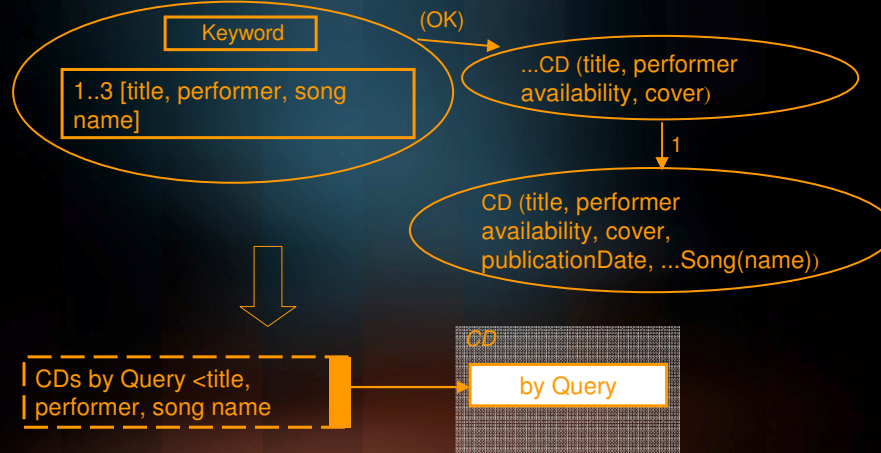 Keyword
(OK)
1..3 [title, performer, song
name]
...CD (title, performer
availability, cover)
1
CD (title, performer
availability, cover,
publicationDate, ...Song(name))
CDs by Query <title,
performer, song name
CD
by Query